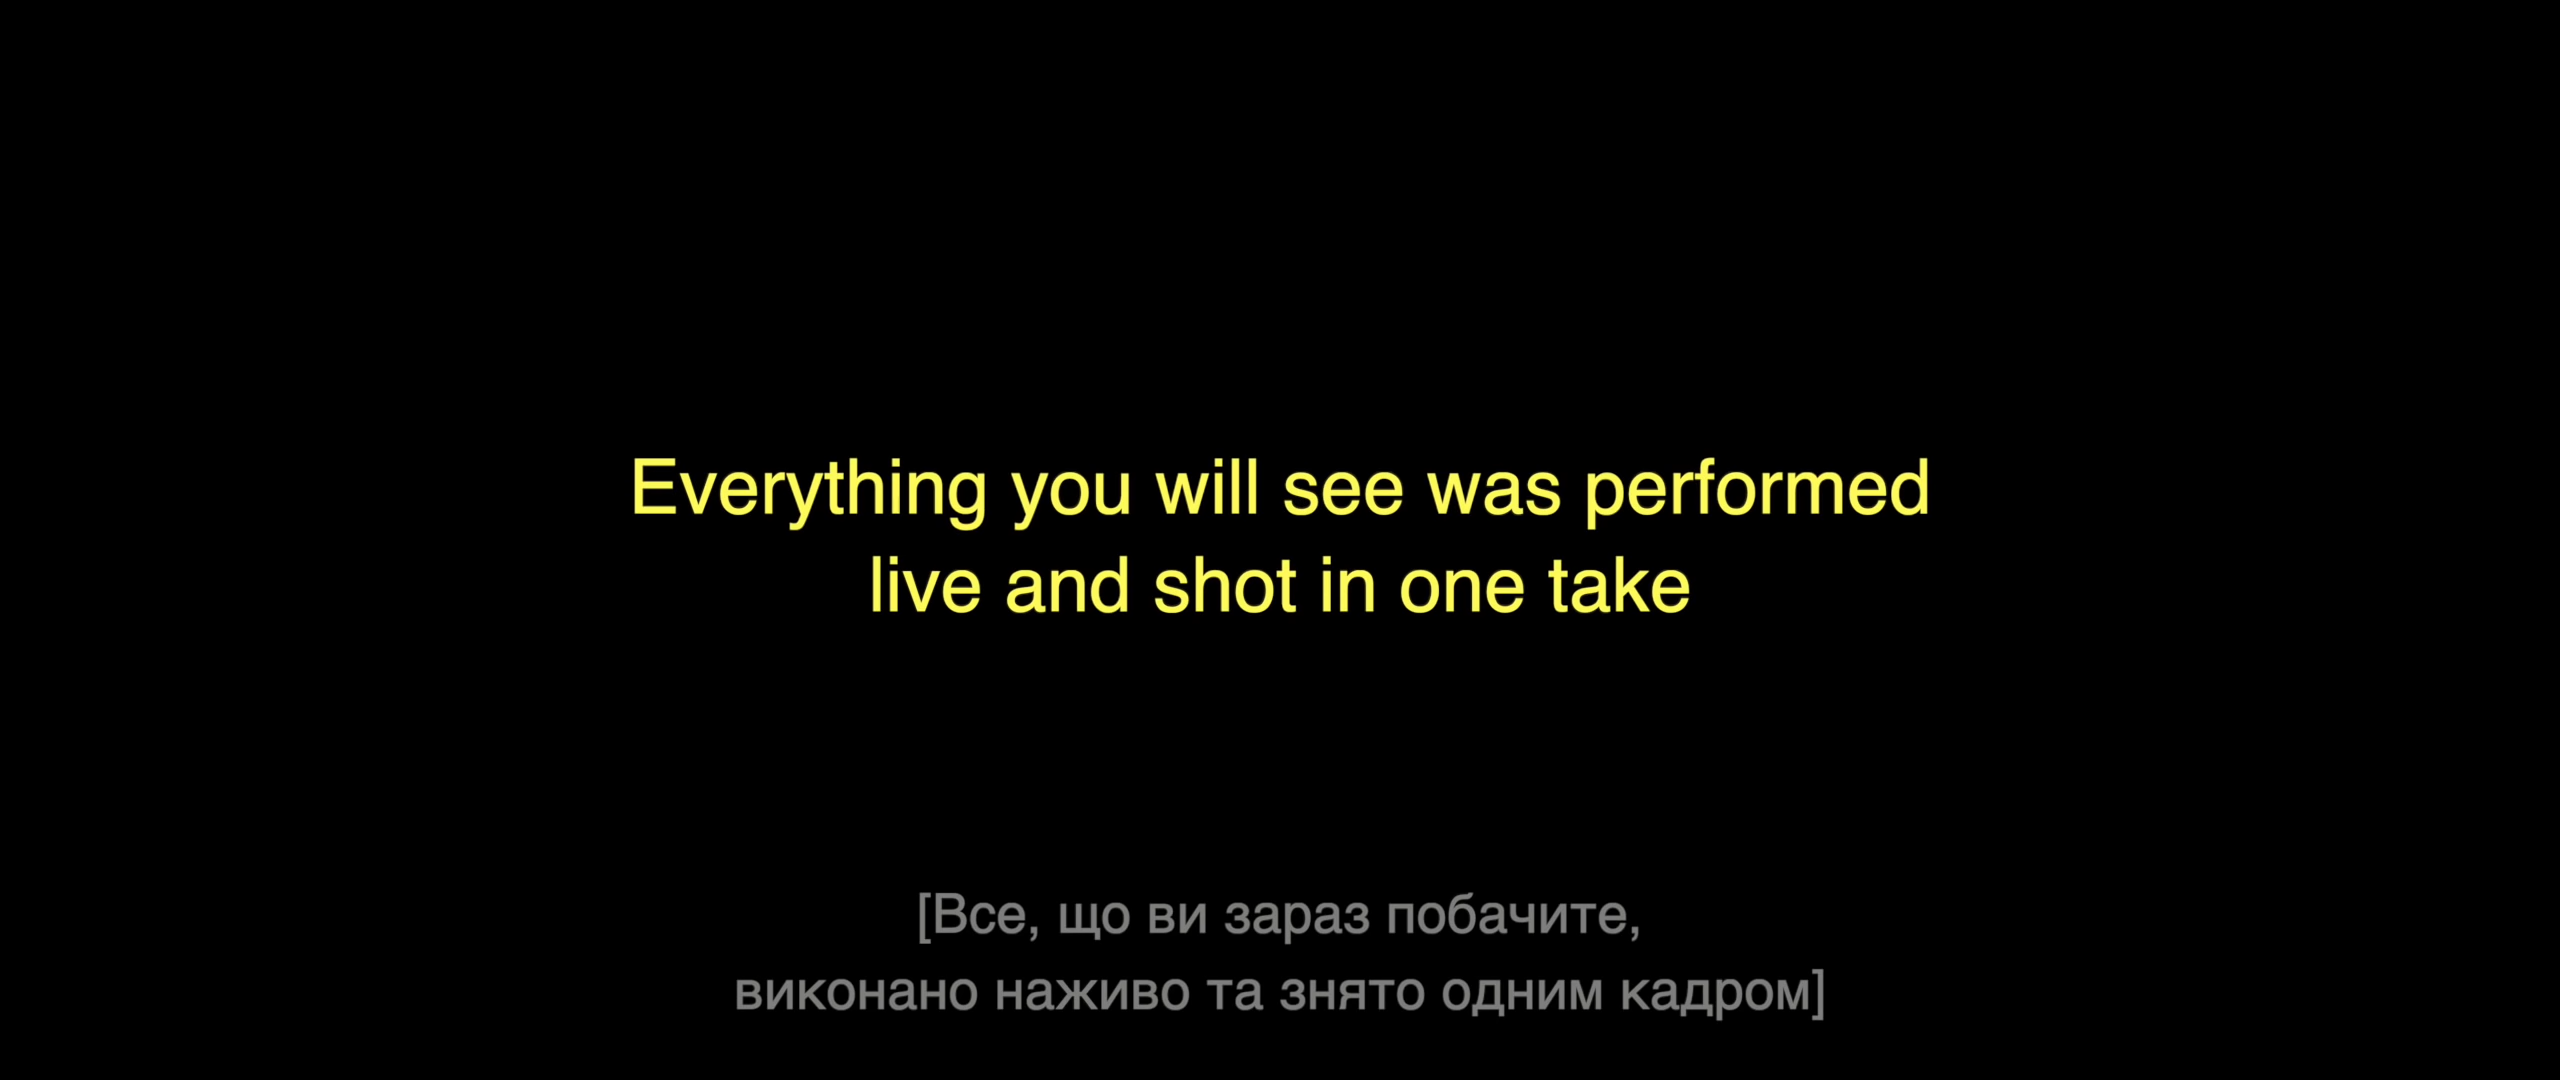 Everything you will see was performed
live and shot in one take
[Все, що ви зараз побачите,
виконано наживо та знято одним кадром]